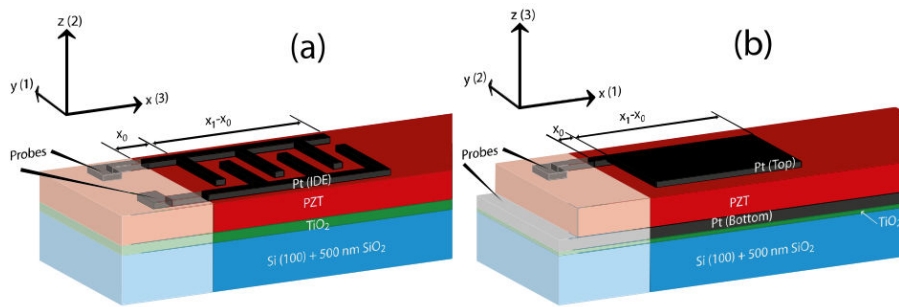 z (2)
(a)
y (1)
x (3)
x₀
x₁-x₀
Probes
Pt (IDE)
PZT
TiO₂
Si (100) + 500 nm SiO₂
z (3)
(b)
y (2)
x (1)
x₀
x₁-x₀
Probes
Pt (Top)
PZT
Pt (Bottom)
TiO₂
Si (100) + 500 nm SiO₂